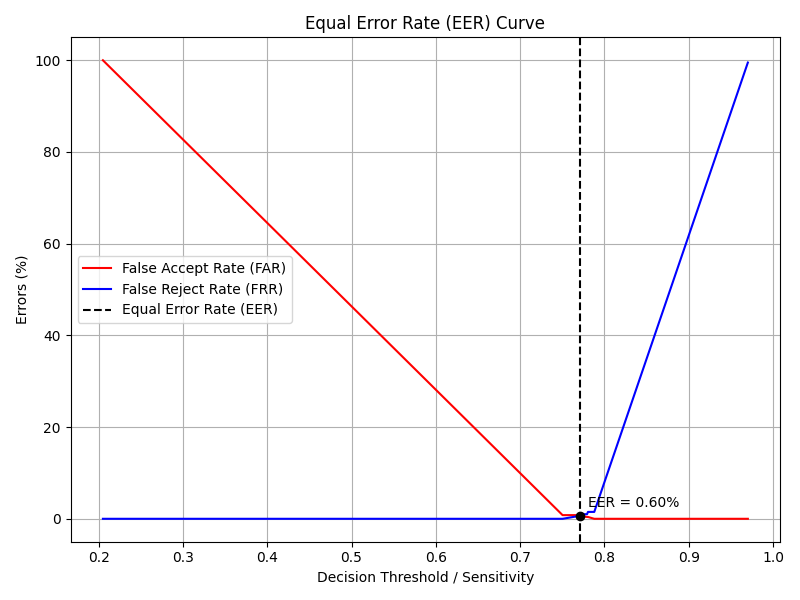 Equal Error Rate (EER) Curve
100
80
60
40
20
0
Errors (%)
False Accept Rate (FAR)
False Reject Rate (FRR)
Equal Error Rate (EER)
EER = 0.60%
0.2 0.3 0.4 0.5 0.6 0.7 0.8 0.9 1.0
Decision Threshold / Sensitivity